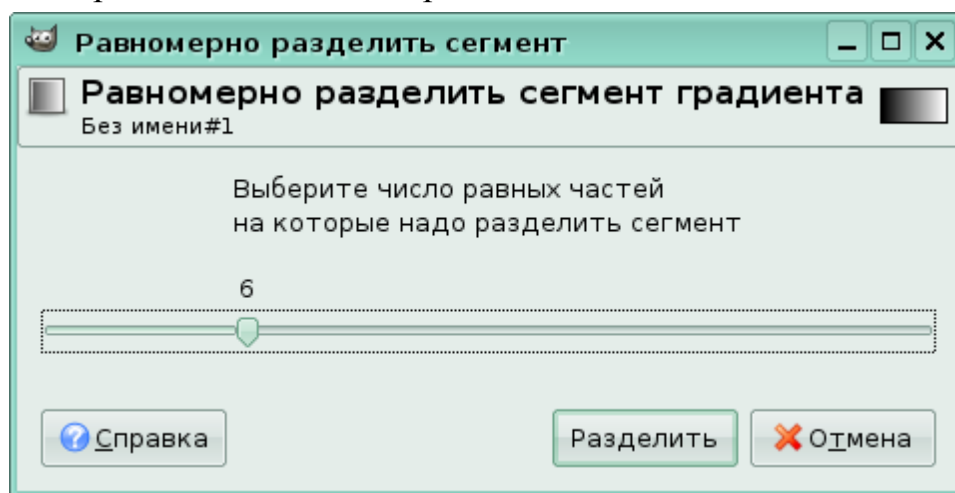 Равномерно разделить сегмент
Равномерно разделить сегмент градиента
Без имени#1
Выберите число равных частей
на которые надо разделить сегмент
6
Справка
Разделить
Отмена